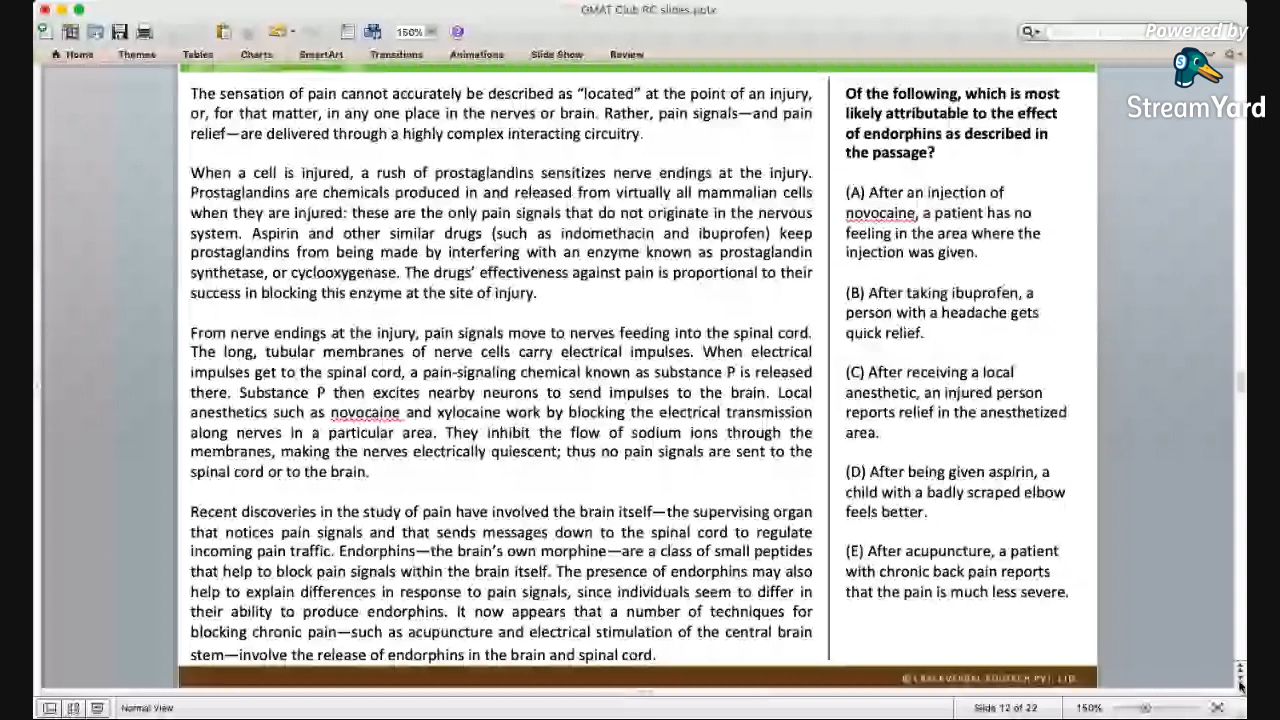 GMAT Club RC slides.pptx
150%
Powered by
Home Themes Tables Charts SmartArt Transitions Animations Slide Show Review
StreamYard
The sensation of pain cannot accurately be described as “located” at the point of an injury,
or, for that matter, in any one place in the nerves or brain. Rather, pain signals—and pain
relief—are delivered through a highly complex interacting circuitry.
When a cell is injured, a rush of prostaglandins sensitizes nerve endings at the injury.
Prostaglandins are chemicals produced in and released from virtually all mammalian cells
when they are injured: these are the only pain signals that do not originate in the nervous
system. Aspirin and other similar drugs (such as indomethacin and ibuprofen) keep
prostaglandins from being made by interfering with an enzyme known as prostaglandin
synthetase, or cyclooxygenase. The drugs’ effectiveness against pain is proportional to their
success in blocking this enzyme at the site of injury.
From nerve endings at the injury, pain signals move to nerves feeding into the spinal cord.
The long, tubular membranes of nerve cells carry electrical impulses. When electrical
impulses get to the spinal cord, a pain-signaling chemical known as substance P is released
there. Substance P then excites nearby neurons to send impulses to the brain. Local
anesthetics such as novocaine and xylocaine work by blocking the electrical transmission
along nerves in a particular area. They inhibit the flow of sodium ions through the
membranes, making the nerves electrically quiescent; thus no pain signals are sent to the
spinal cord or to the brain.
Recent discoveries in the study of pain have involved the brain itself—the supervising organ
that notices pain signals and that sends messages down to the spinal cord to regulate
incoming pain traffic. Endorphins—the brain’s own morphine—are a class of small peptides
that help to block pain signals within the brain itself. The presence of endorphins may also
help to explain differences in response to pain signals, since individuals seem to differ in
their ability to produce endorphins. It now appears that a number of techniques for
blocking chronic pain—such as acupuncture and electrical stimulation of the central brain
stem—involve the release of endorphins in the brain and spinal cord.
Of the following, which is most
likely attributable to the effect
of endorphins as described in
the passage?
(A) After an injection of
novocaine, a patient has no
feeling in the area where the
injection was given.
(B) After taking ibuprofen, a
person with a headache gets
quick relief.
(C) After receiving a local
anesthetic, an injured person
reports relief in the anesthetized
area.
(D) After being given aspirin, a
child with a badly scraped elbow
feels better.
(E) After acupuncture, a patient
with chronic back pain reports
that the pain is much less severe.
© CRACKVERBAL EDUTECH PVT. LTD.
Normal View Slide 12 of 22 150%